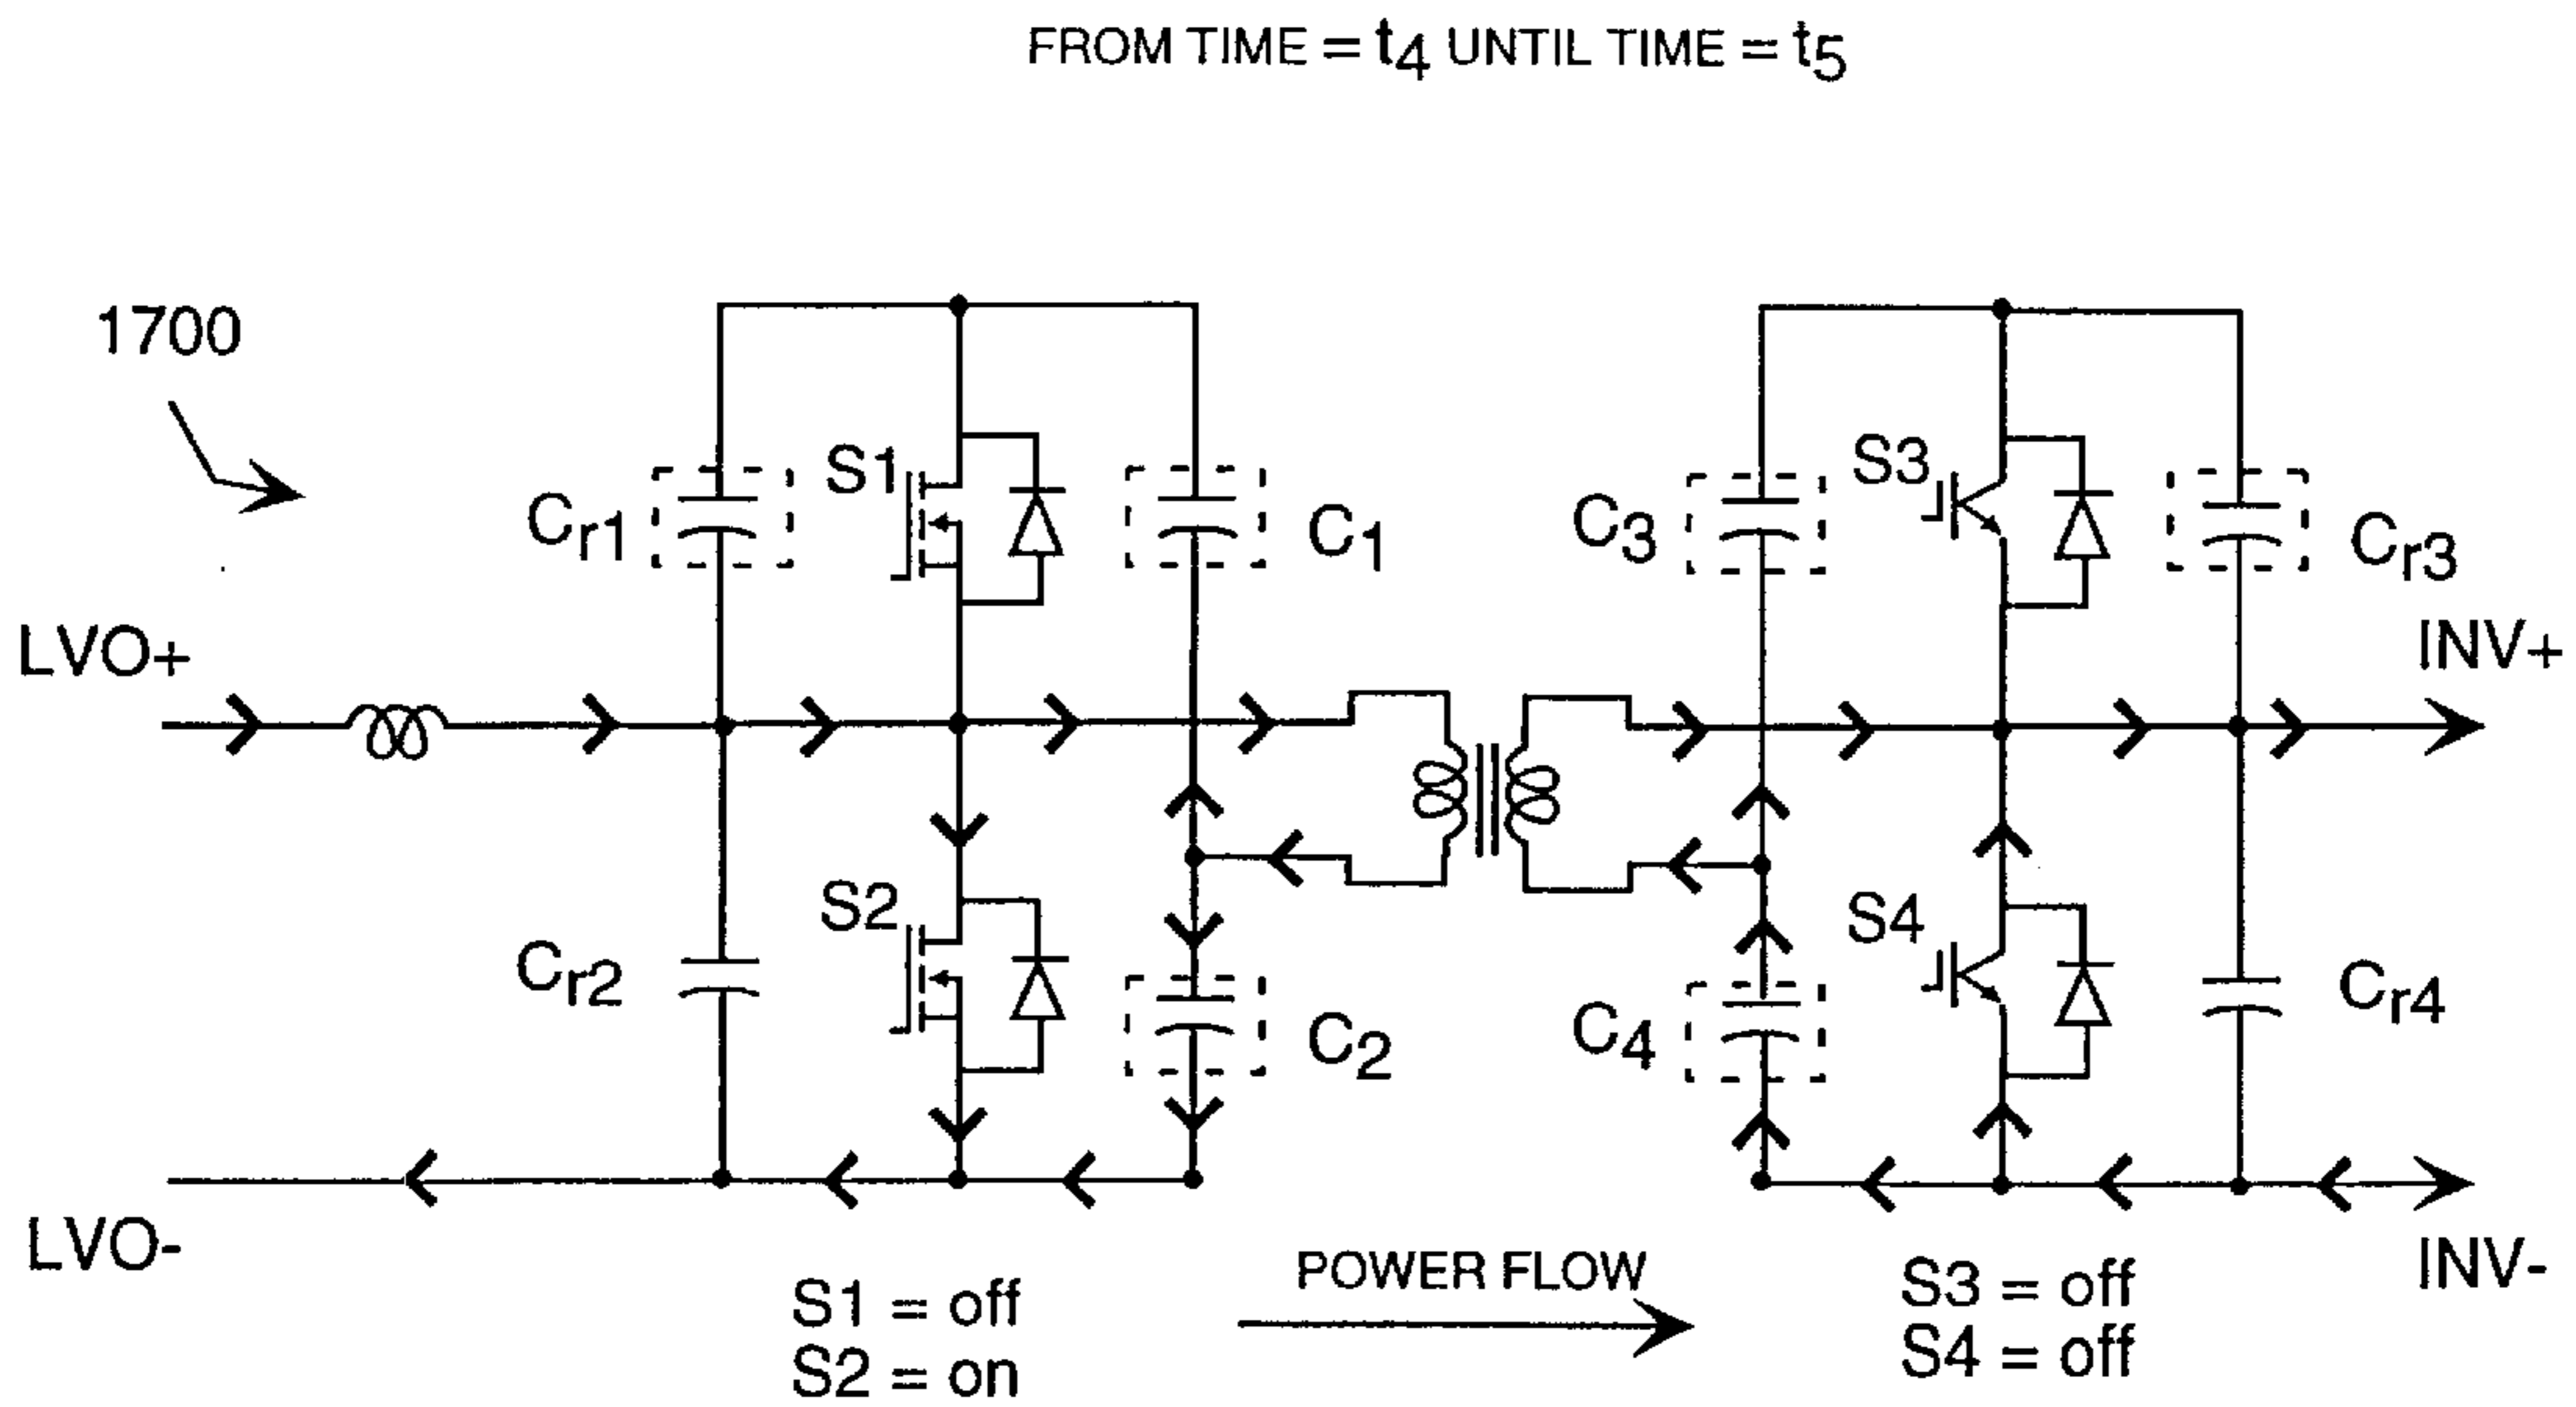 FROM TIME = t4 UNTIL TIME = t5
1700
S1
S3
Cr1
C1
C3
Cr3
LVO+
INV+
S2
S4
Cr2
C2
C4
Cr4
LVO-
INV-
POWER FLOW
S1 = off
S2 = on
S3 = off
S4 = off